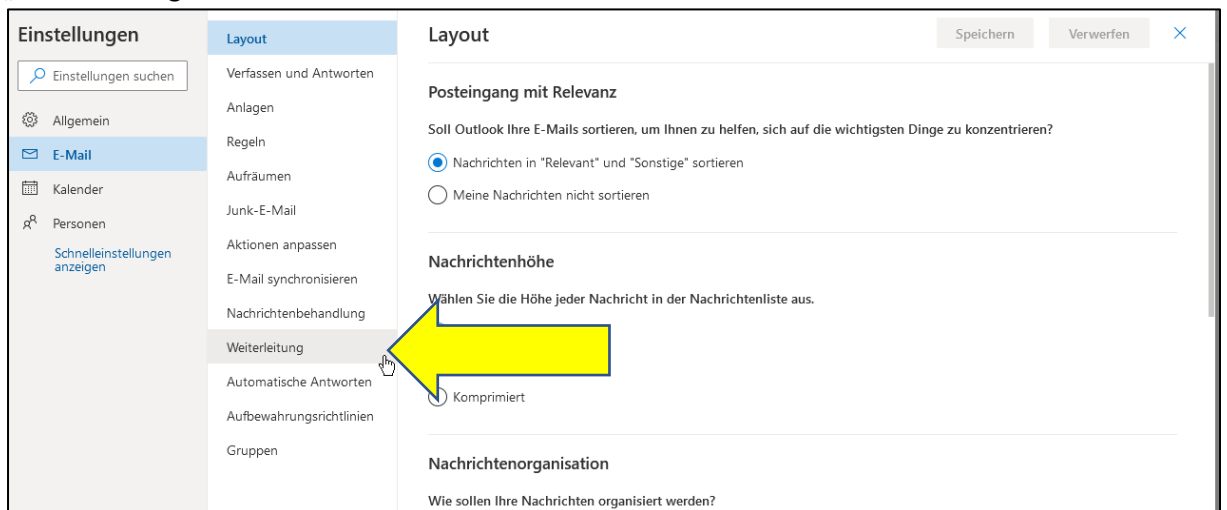 Einstellungen
Einstellungen suchen
Allgemein
E-Mail
Kalender
Personen
Schnelleinstellungen
anzeigen
Layout
Verfassen und Antworten
Anlagen
Regeln
Aufräumen
Junk-E-Mail
Aktionen anpassen
E-Mail synchronisieren
Nachrichtenbehandlung
Weiterleitung
Automatische Antworten
Aufbewahrungsrichtlinien
Gruppen
Layout
Speichern
Verwerfen
Posteingang mit Relevanz
Soll Outlook Ihre E-Mails sortieren, um Ihnen zu helfen, sich auf die wichtigsten Dinge zu konzentrieren?
Nachrichten in "Relevant" und "Sonstige" sortieren
Meine Nachrichten nicht sortieren
Nachrichtenhöhe
Wählen Sie die Höhe jeder Nachricht in der Nachrichtenliste aus.
Komprimiert
Nachrichtenorganisation
Wie sollen Ihre Nachrichten organisiert werden?